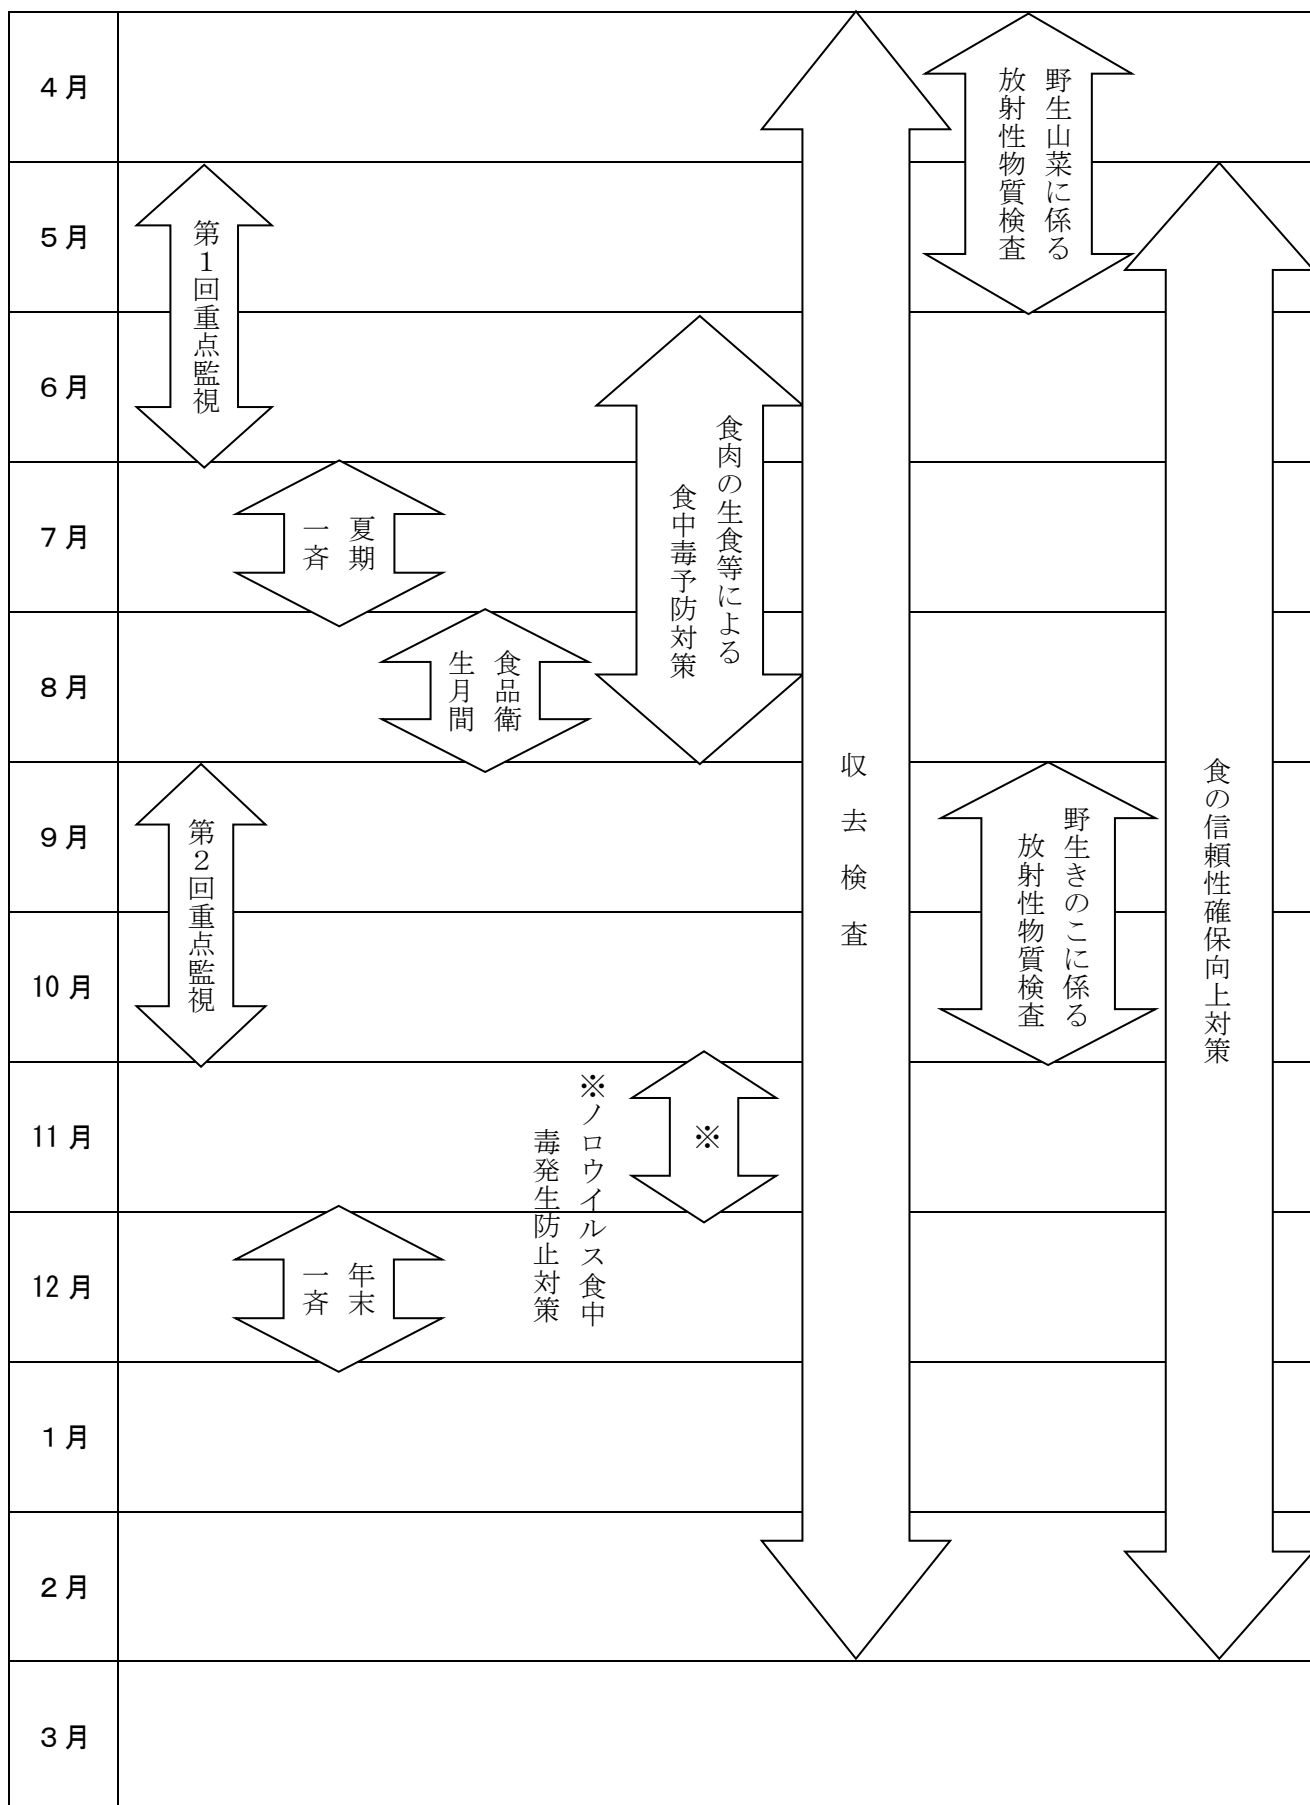 4月
5月
6月
7月
8月
9月
10月
11月
12月
1月
2月
3月
第1回重点監視
夏期
一斉
食品衛
生月間
食肉の生食等による
食中毒予防対策
収去検査
野生山菜に係る
放射性物質検査
食の信頼性確保向上対策
第2回重点監視
野生きのこに係る
放射性物質検査
※
※ノロウイルス食中
毒発生防止対策
年末
一斉